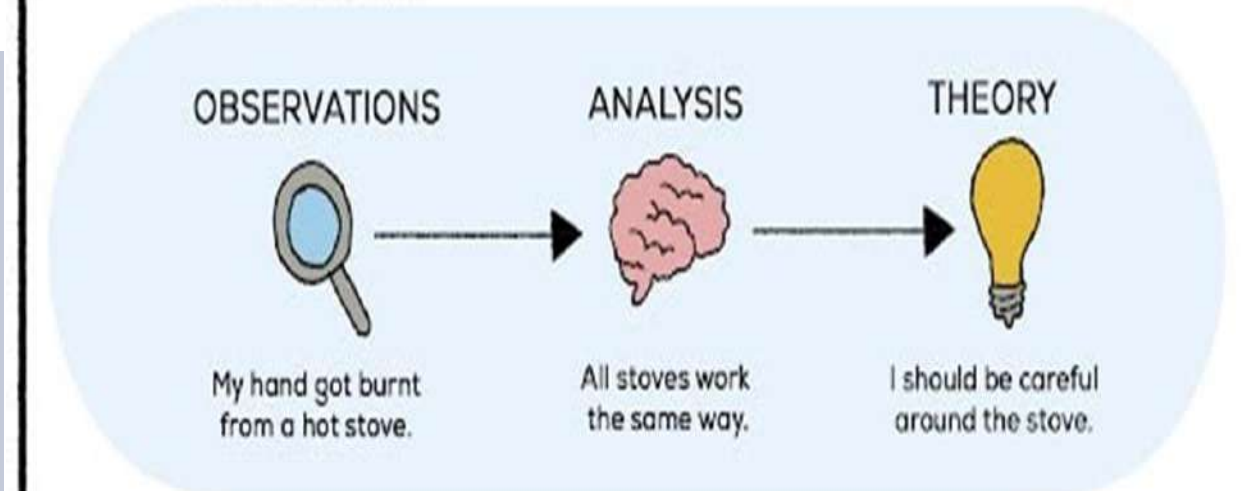 OBSERVATIONS
ANALYSIS
THEORY
My hand got burnt
from a hot stove.
All stoves work
the same way.
I should be careful
around the stove.